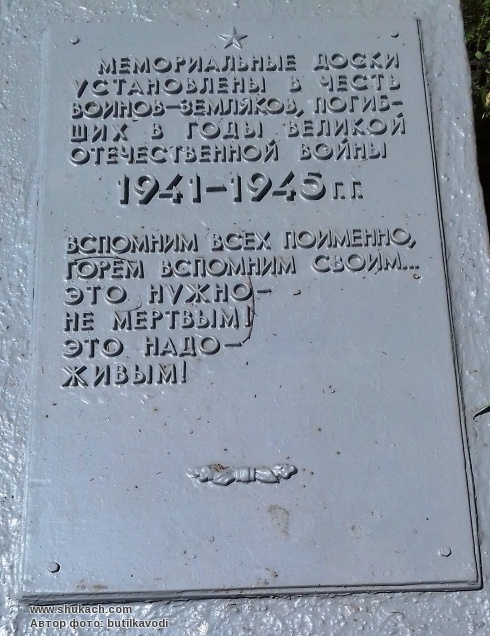 МЕМОРИАЛЬНЫЕ ДОСКИ
УСТАНОВЛЕНЫ В ЧЕСТЬ
ВОИНОВ-ЗЕМЛЯКОВ, ПОГИБ-
ШИХ В ГОДЫ ВЕЛИКОЙ
ОТЕЧЕСТВЕННОЙ ВОЙНЫ
1941-1945 г.г.
ВСПОМНИМ ВСЕХ ПОИМЕННО,
ГОРЕМ ВСПОМНИМ СВОИМ...
ЭТО НУЖНО-
НЕ МЕРТВЫМ!
ЭТО НАДО-
ЖИВЫМ!
www.shukach.com
Автор фото: butilkavodi